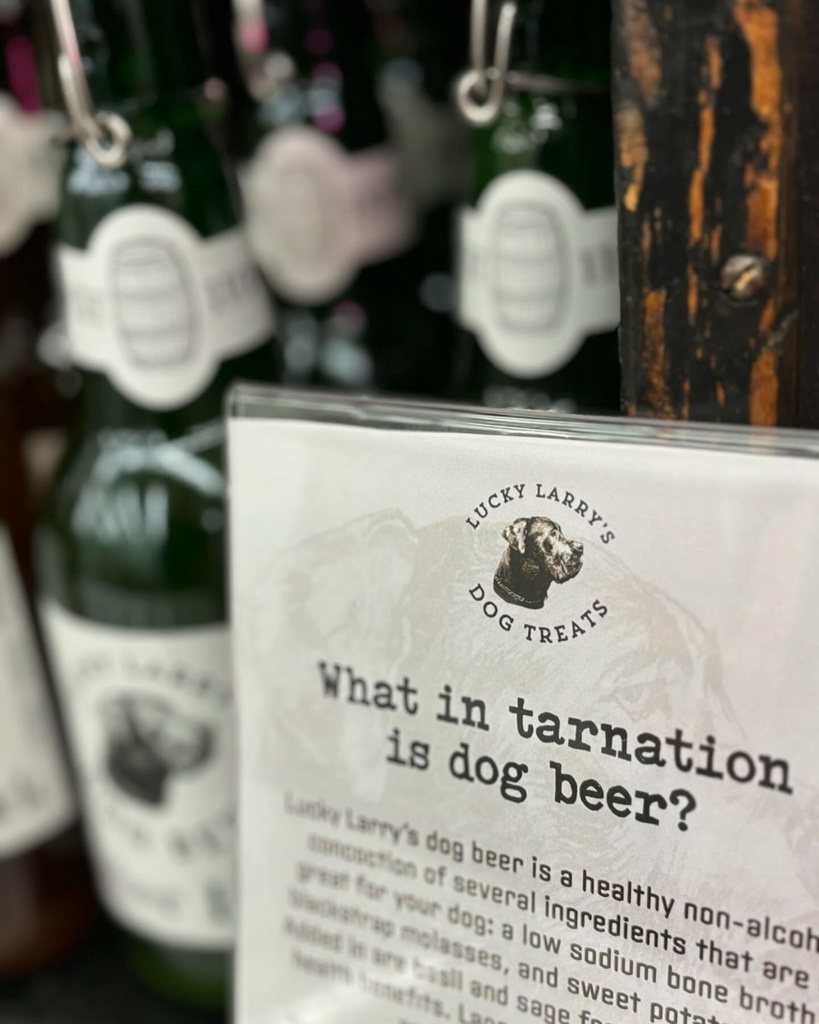 LUCKY LARRY'S
DOG TREATS
What in tarnation
is dog beer?
Lucky Larry's dog beer is a healthy non-alcoh
concoction of several ingredients that are
great for your dog: a low sodium bone broth
blackstrap molasses, and sweet potat
Added in are basil and sage fo
health benefits.